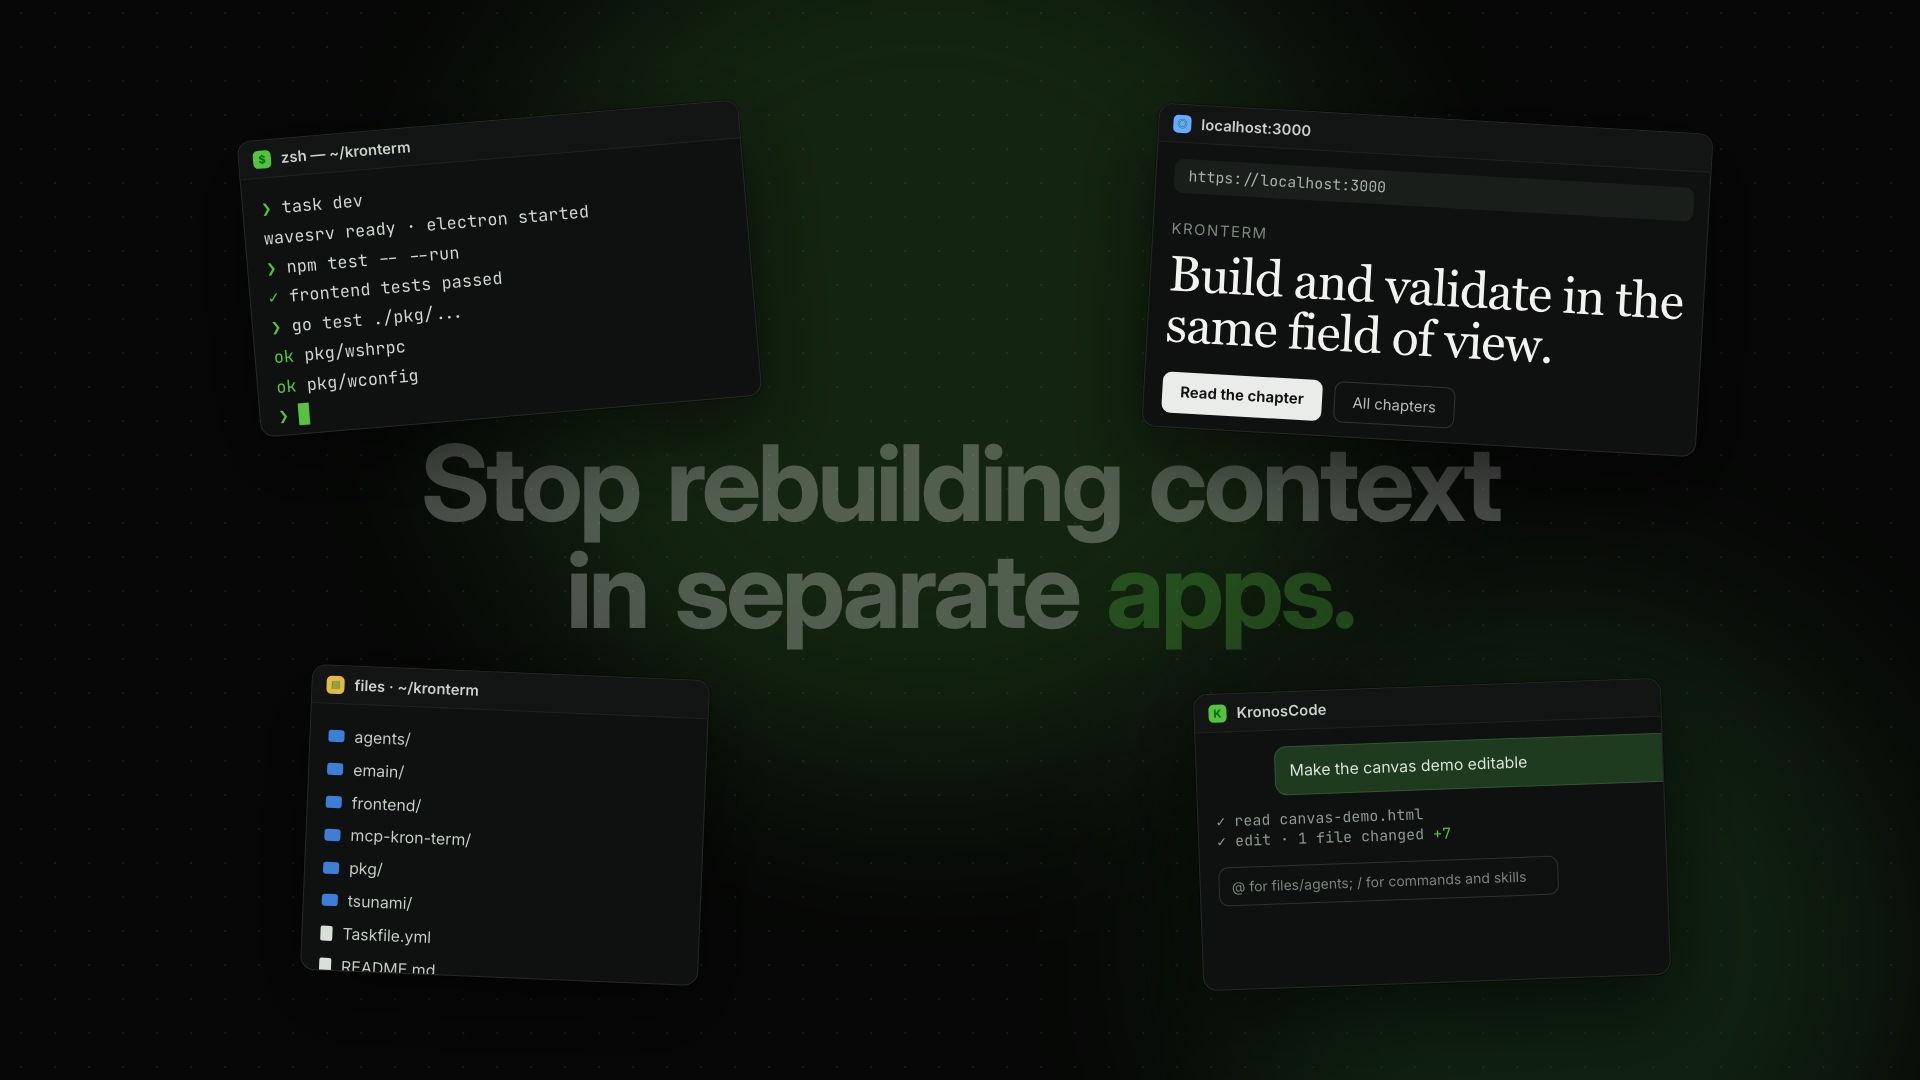 $ zsh — ~/kronterm
❯ task dev
wavesrv ready · electron started
❯ npm test -- --run
✓ frontend tests passed
❯ go test ./pkg/...
ok pkg/wshrpc
ok pkg/wconfig
❯
localhost:3000
https://localhost:3000
KRONTERM
Build and validate in the
same field of view.
Read the chapter
All chapters
Stop rebuilding context
in separate apps.
files · ~/kronterm
agents/
emain/
frontend/
mcp-kron-term/
pkg/
tsunami/
Taskfile.yml
README.md
K KronosCode
Make the canvas demo editable
✓ read canvas-demo.html
✓ edit · 1 file changed +7
@ for files/agents; / for commands and skills